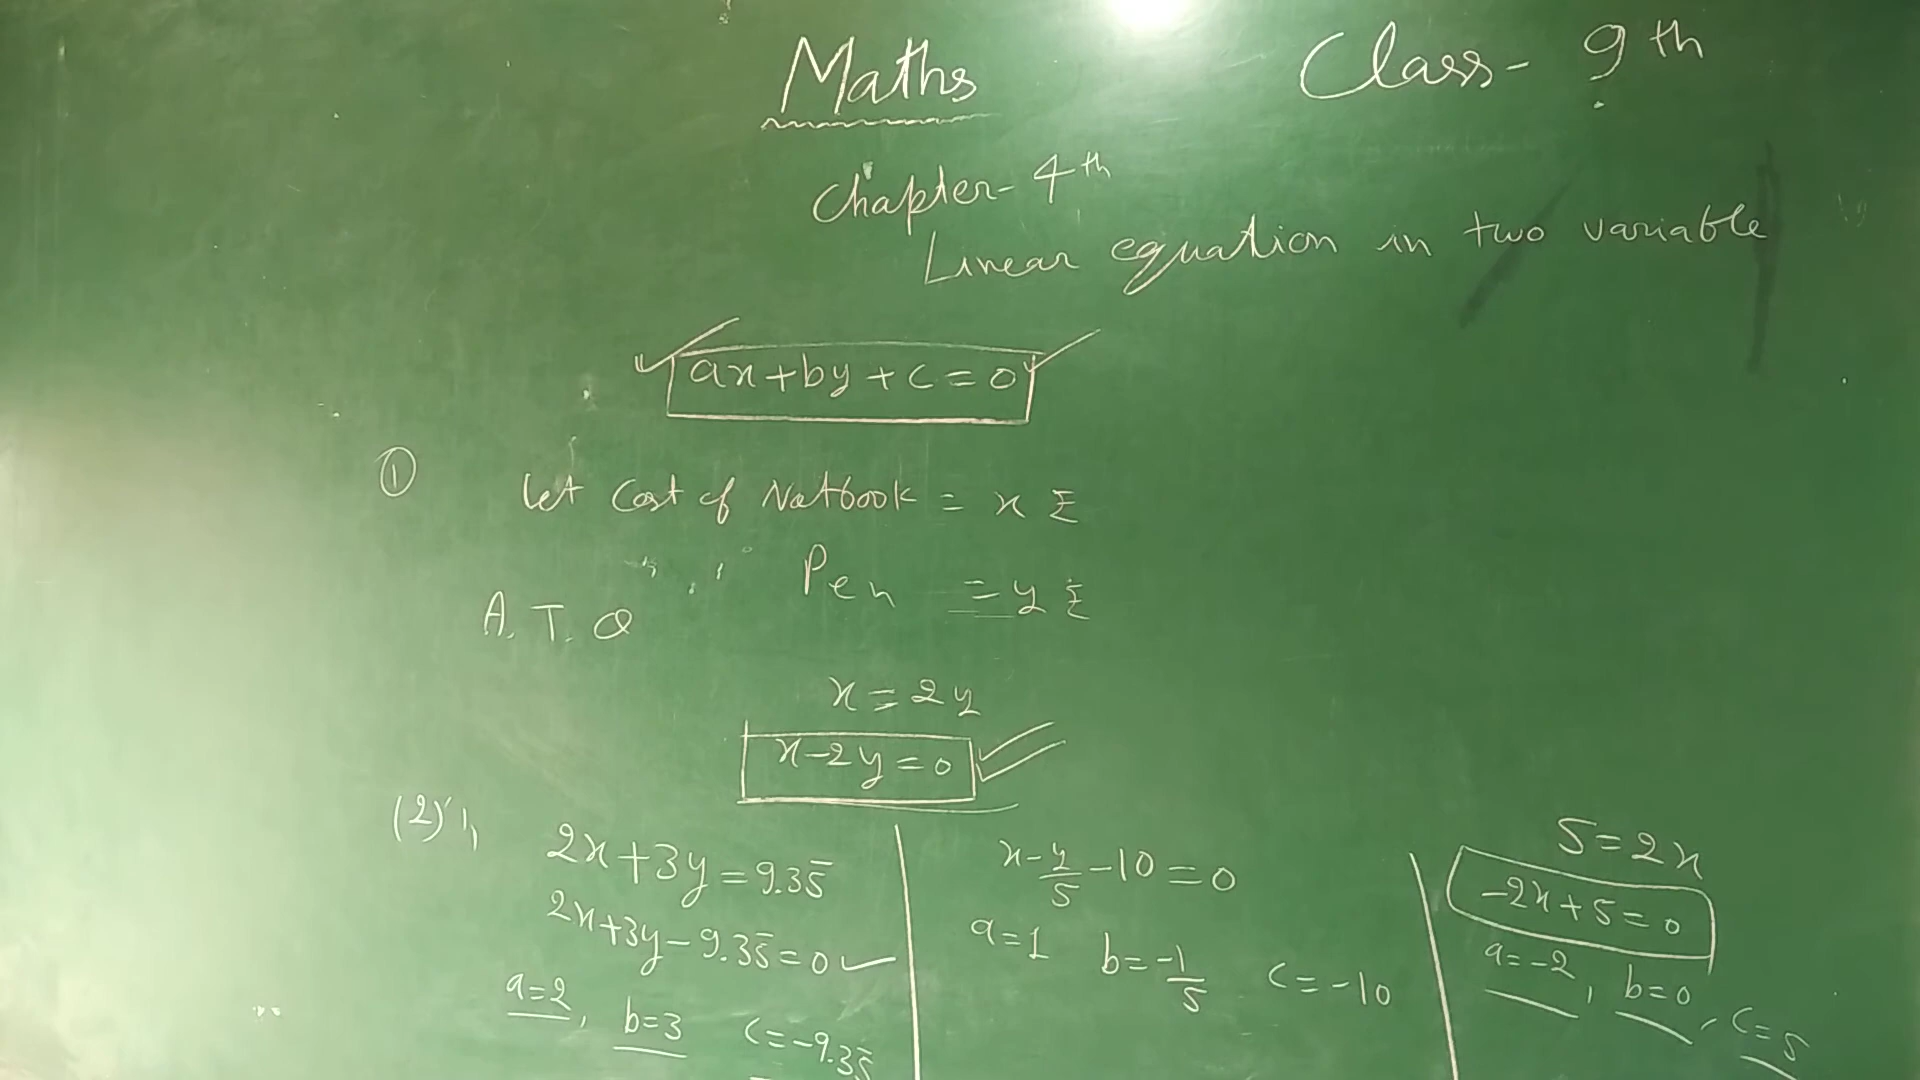 Maths
Class- 9th
Chapter- 4th
Linear equation in two variable
ax+by+c=0
①
Let Cost of Notbook = x ₹
" " Pen = y ₹
A.T.Q
x=2y
x-2y=0
(2) i,
2x+3y=9.35̅
2x+3y-9.35̅=0
a=2, b=3 c=-9.35̅
x-y/5-10=0
a=1 b=-1/5 c=-10
5=2x
-2x+5=0
a=-2, b=0, c=5